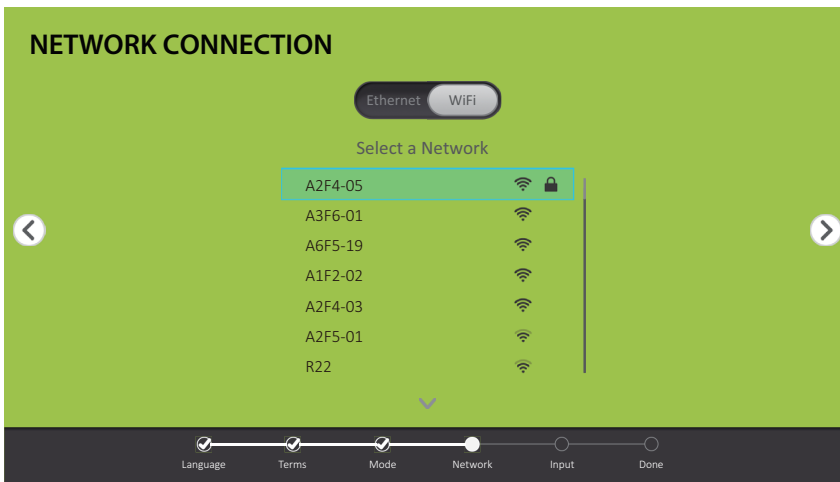 NETWORK CONNECTION
Ethernet WiFi
Select a Network
A2F4-05
A3F6-01
A6F5-19
A1F2-02
A2F4-03
A2F5-01
R22
Language Terms Mode Network Input Done